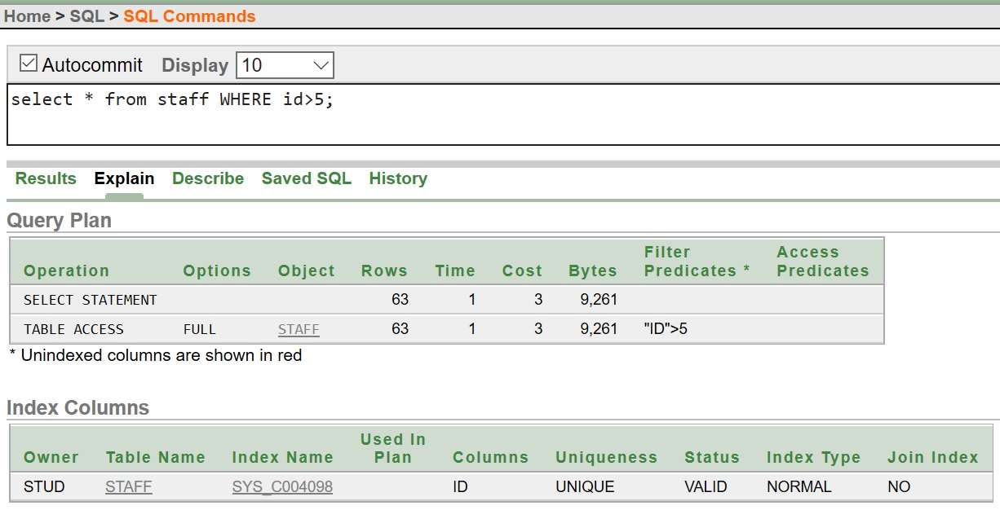 Home > SQL > SQL Commands
Autocommit Display 10
select * from staff WHERE id>5;
Results Explain Describe Saved SQL History
Query Plan
Operation Options Object Rows Time Cost Bytes Filter Predicates * Access Predicates
SELECT STATEMENT 63 1 3 9,261
TABLE ACCESS FULL STAFF 63 1 3 9,261 "ID">5
* Unindexed columns are shown in red
Index Columns
Owner Table Name Index Name Used In Plan Columns Uniqueness Status Index Type Join Index
STUD STAFF SYS_C004098 ID UNIQUE VALID NORMAL NO